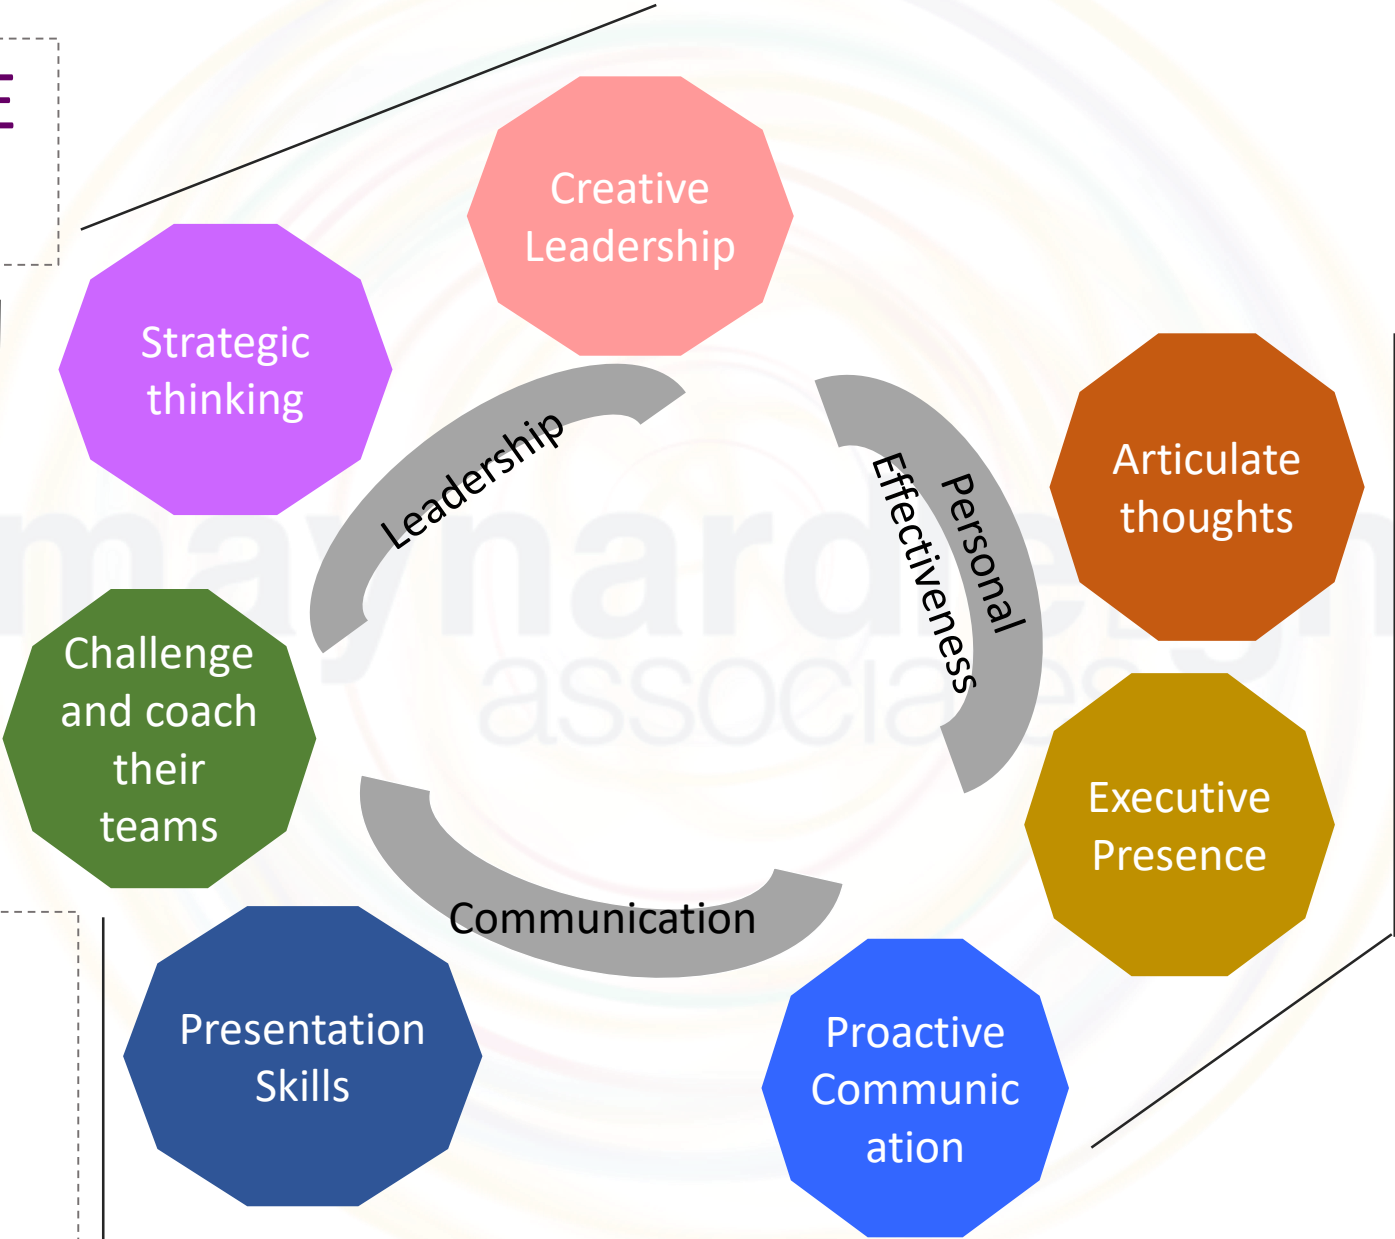 E
Creative
Leadership
Strategic
thinking
Leadership
Personal
Effectiveness
Articulate
thoughts
Challenge
and coach
their
teams
Executive
Presence
Communication
Presentation
Skills
Proactive
Communic
ation
associates